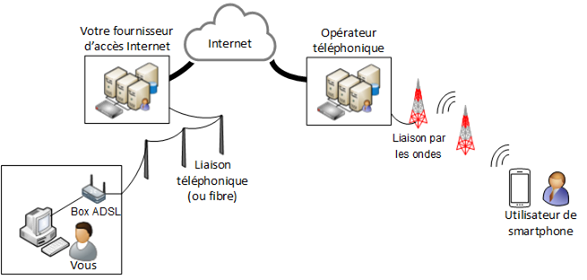 Votre fournisseur
d'accès Internet
Internet
Opérateur
téléphonique
Liaison par
les ondes
Liaison
téléphonique
(ou fibre)
Box ADSL
Vous
Utilisateur de
smartphone